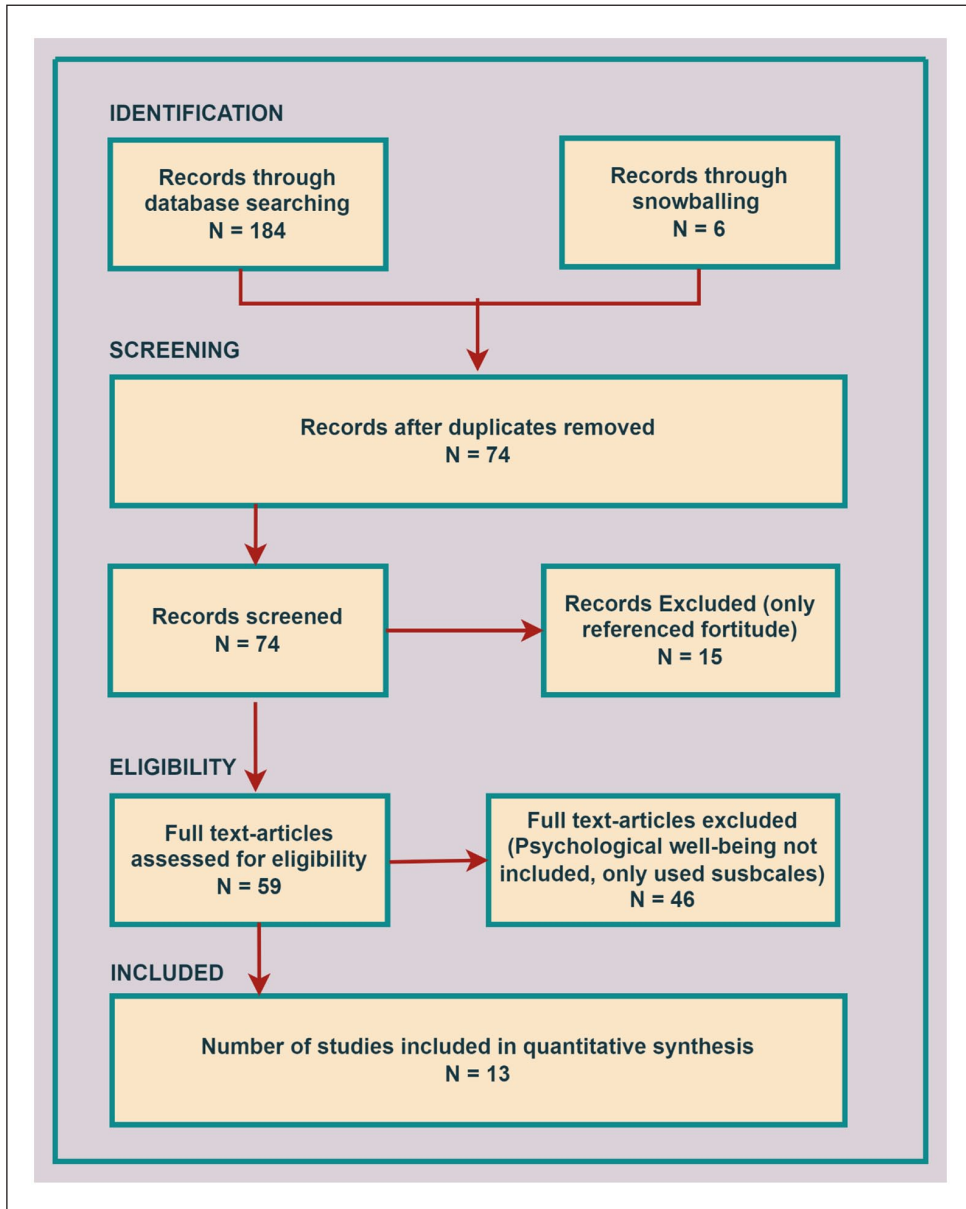 IDENTIFICATION
Records through
database searching
N = 184
Records through
snowballing
N = 6
SCREENING
Records after duplicates removed
N = 74
Records screened
N = 74
Records Excluded (only
referenced fortitude)
N = 15
ELIGIBILITY
Full text-articles
assessed for eligibility
N = 59
Full text-articles excluded
(Psychological well-being not
included, only used susbcales)
N = 46
INCLUDED
Number of studies included in quantitative synthesis
N = 13